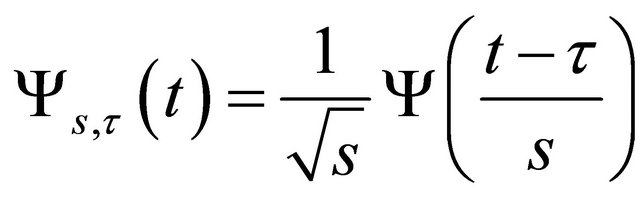 Ψ_{s,τ}(t) = \frac{1}{\sqrt{s}} Ψ\left(\frac{t-τ}{s}\right)